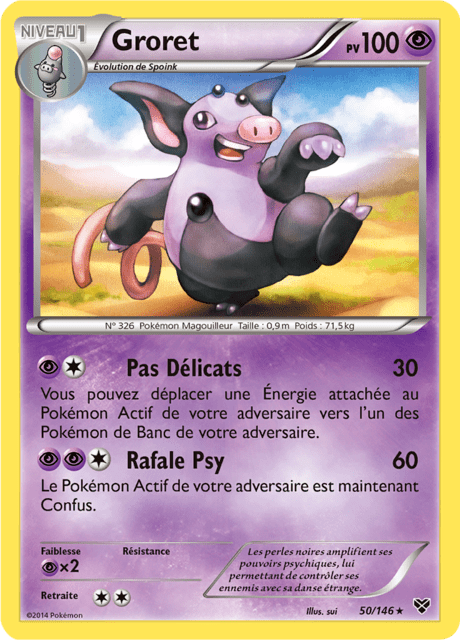 NIVEAU 1
Groret
PV 100
Évolution de Spoink
N° 326 Pokémon Magouilleur Taille : 0,9 m Poids : 71,5 kg
Pas Délicats 30
Vous pouvez déplacer une Énergie attachée au
Pokémon Actif de votre adversaire vers l'un des
Pokémon de Banc de votre adversaire.
Rafale Psy 60
Le Pokémon Actif de votre adversaire est maintenant
Confus.
Faiblesse Résistance
×2
Retraite
Les perles noires amplifient ses
pouvoirs psychiques, lui
permettant de contrôler ses
ennemis avec sa danse étrange.
©2014 Pokémon
Illus. sui 50/146 ★
XY